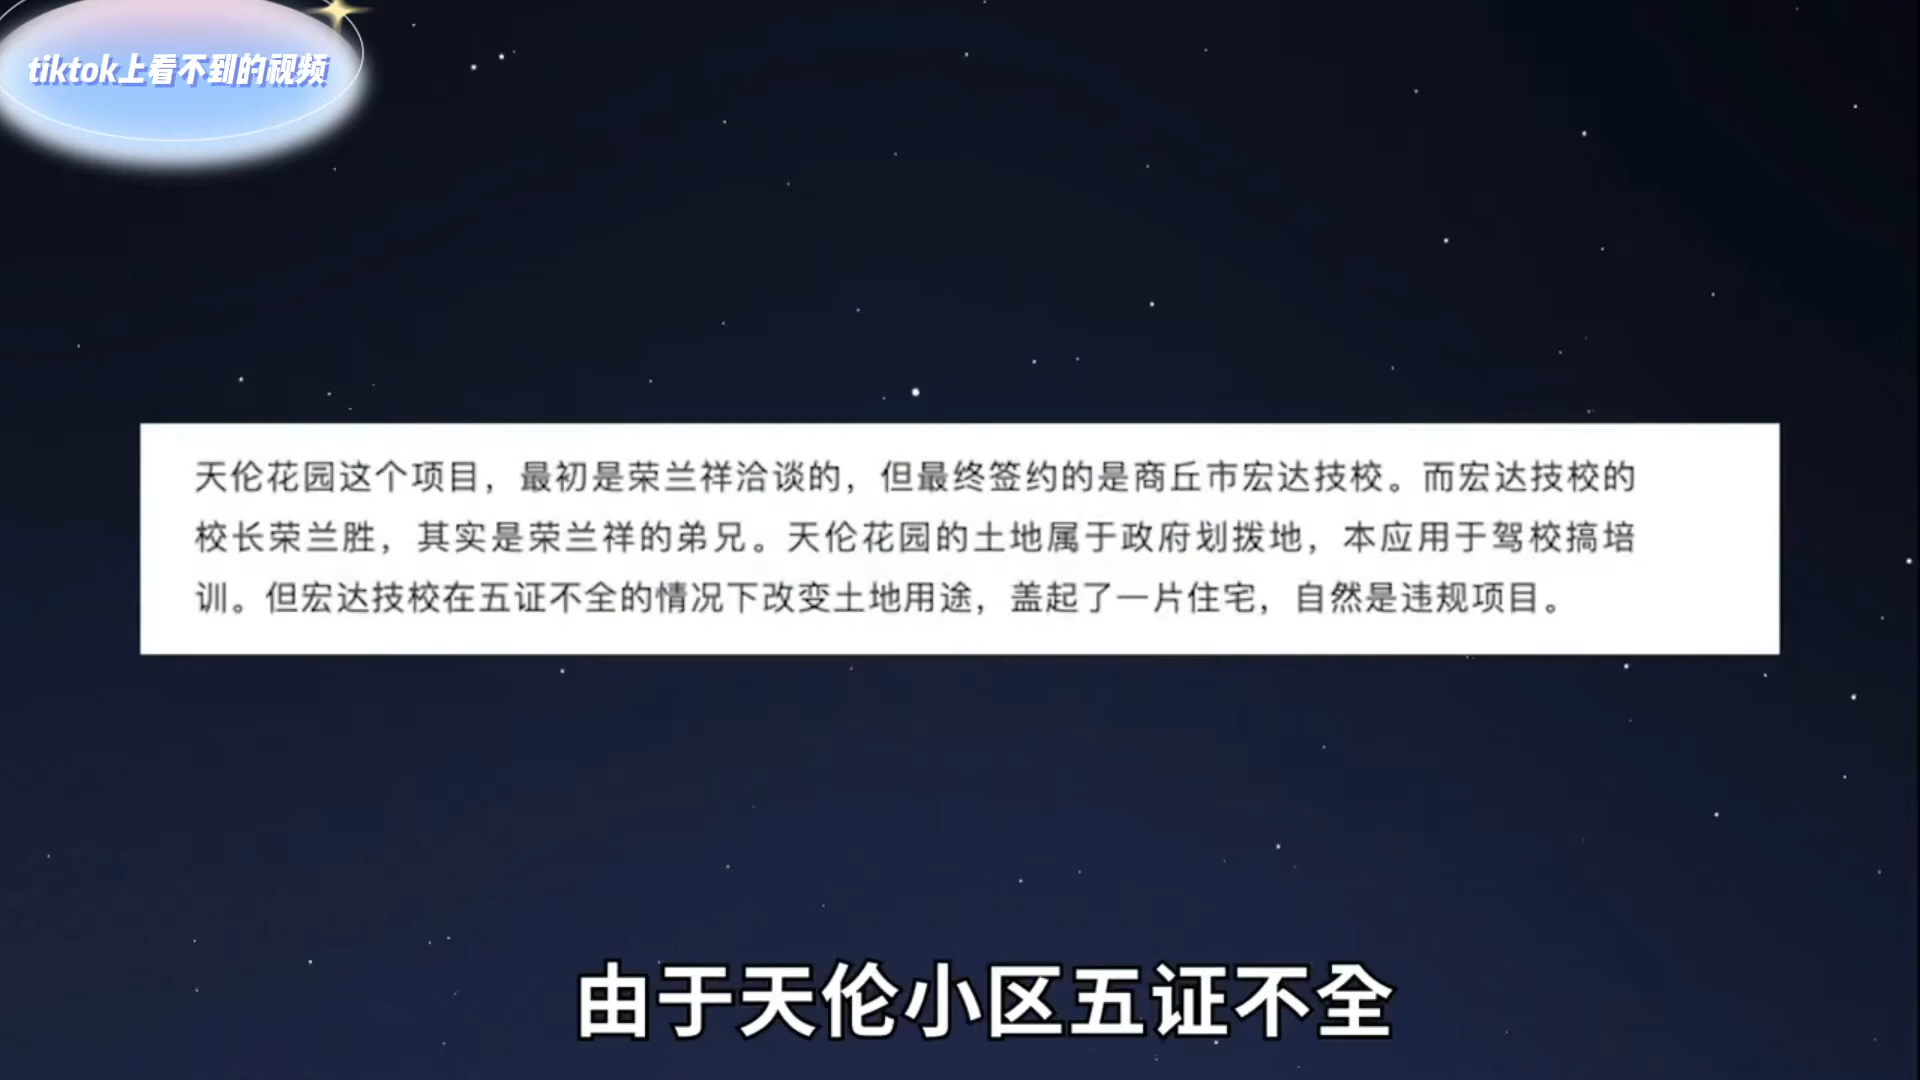 tiktok上看不到的视频
天伦花园这个项目，最初是荣兰祥洽谈的，但最终签约的是商丘市宏达技校。而宏达技校的
校长荣兰胜，其实是荣兰祥的弟兄。天伦花园的土地属于政府划拨地，本应用于驾校搞培
训。但宏达技校在五证不全的情况下改变土地用途，盖起了一片住宅，自然是违规项目。
由于天伦小区五证不全